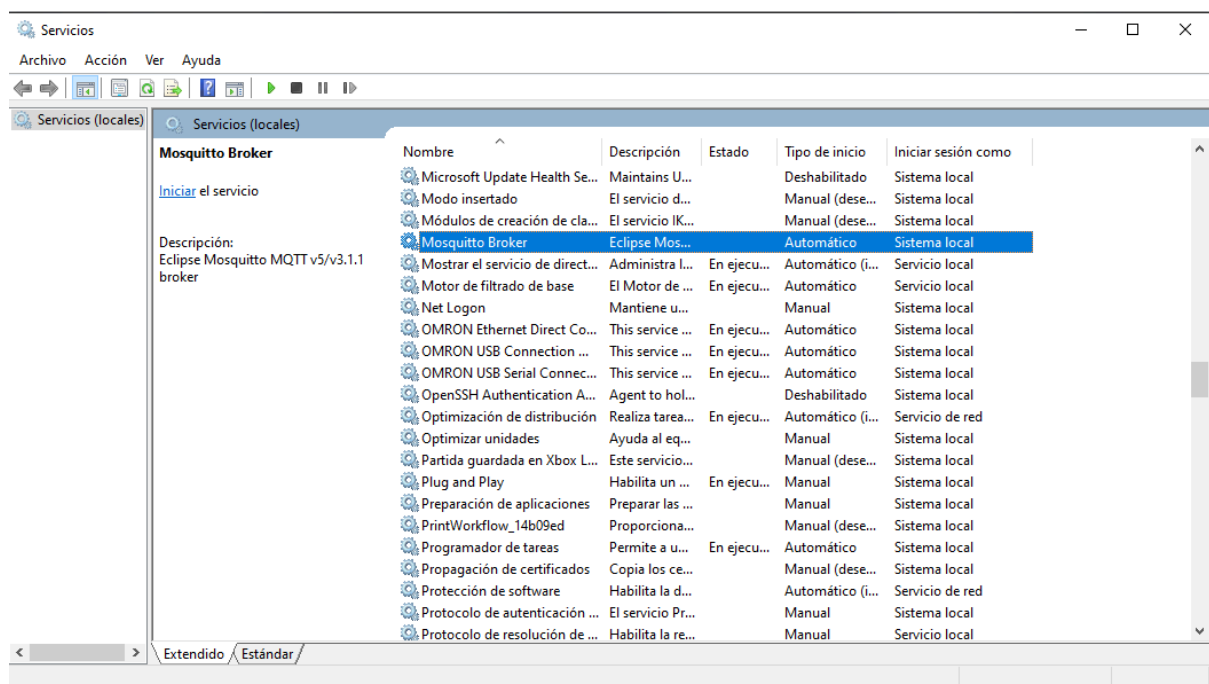 Servicios
Archivo Acción Ver Ayuda
Servicios (locales)
Servicios (locales)
Mosquitto Broker
Iniciar el servicio
Descripción:
Eclipse Mosquitto MQTT v5/v3.1.1
broker
Nombre Descripción Estado Tipo de inicio Iniciar sesión como
Microsoft Update Health Se... Maintains U... Deshabilitado Sistema local
Modo insertado El servicio d... Manual (dese... Sistema local
Módulos de creación de cla... El servicio IK... Manual (dese... Sistema local
Mosquitto Broker Eclipse Mos... Automático Sistema local
Mostrar el servicio de direct... Administra l... En ejecu... Automático (i... Servicio local
Motor de filtrado de base El Motor de ... En ejecu... Automático Servicio local
Net Logon Mantiene u... Manual Sistema local
OMRON Ethernet Direct Co... This service ... En ejecu... Automático Sistema local
OMRON USB Connection ... This service ... En ejecu... Automático Sistema local
OMRON USB Serial Connec... This service ... En ejecu... Automático Sistema local
OpenSSH Authentication A... Agent to hol... Deshabilitado Sistema local
Optimización de distribución Realiza tarea... En ejecu... Automático (i... Servicio de red
Optimizar unidades Ayuda al eq... Manual Sistema local
Partida guardada en Xbox L... Este servicio... Manual (dese... Sistema local
Plug and Play Habilita un ... En ejecu... Manual Sistema local
Preparación de aplicaciones Preparar las ... Manual Sistema local
PrintWorkflow_14b09ed Proporciona... Manual (dese... Sistema local
Programador de tareas Permite a u... En ejecu... Automático Sistema local
Propagación de certificados Copia los ce... Manual (dese... Sistema local
Protección de software Habilita la d... Automático (i... Servicio de red
Protocolo de autenticación ... El servicio Pr... Manual Sistema local
Protocolo de resolución de ... Habilita la re... Manual Servicio local
Extendido Estándar